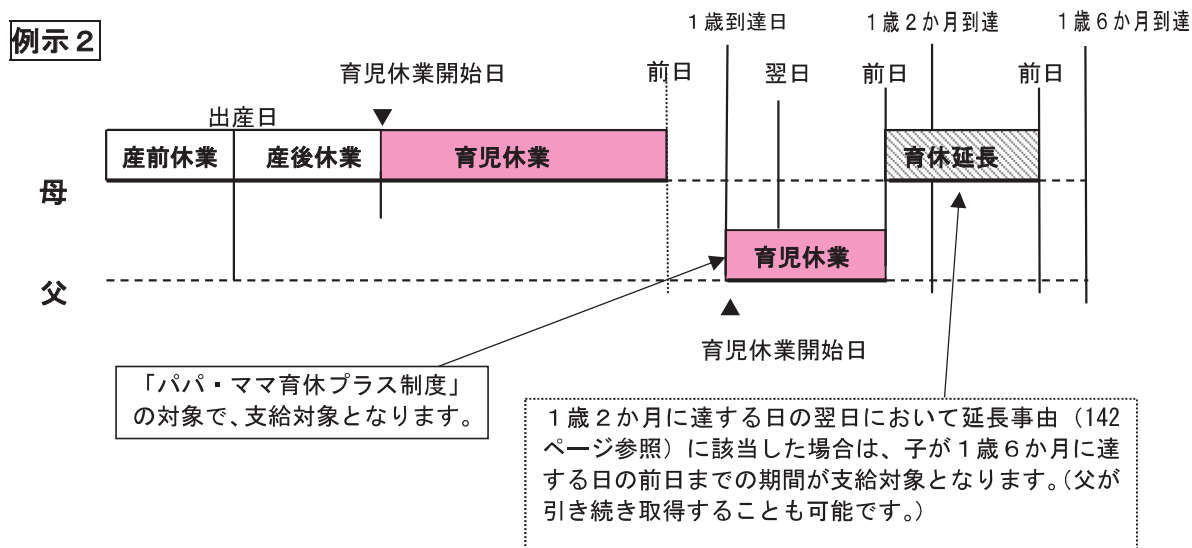 例示２
１歳到達日
１歳２か月到達
１歳６か月到達
育児休業開始日
前日
翌日
前日
前日
出産日
産前休業
産後休業
育児休業
育休延長
母
育児休業
父
育児休業開始日
「パパ・ママ育休プラス制度」
の対象で、支給対象となります。
１歳２か月に達する日の翌日において延長事由（142
ページ参照）に該当した場合は、子が１歳６か月に達
する日の前日までの期間が支給対象となります。（父が
引き続き取得することも可能です。）